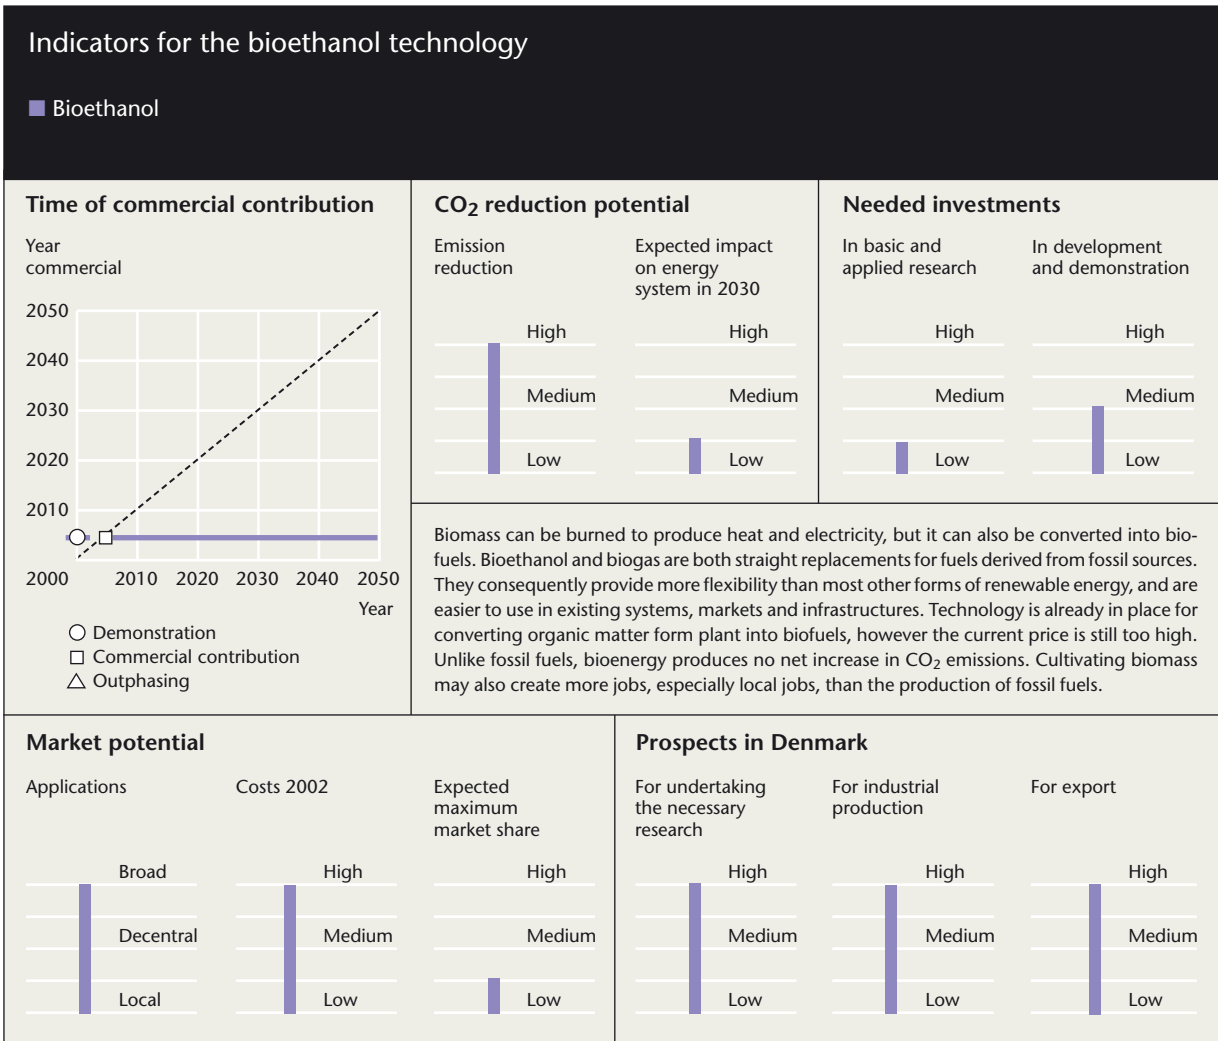 Indicators for the bioethanol technology
Bioethanol
Time of commercial contribution
Year
commercial
2050
2040
2030
2020
2010
2000 2010 2020 2030 2040 2050
Year
Demonstration
Commercial contribution
Outphasing
CO2 reduction potential
Emission
reduction
High
Medium
Low
Expected impact
on energy
system in 2030
High
Medium
Low
Needed investments
In basic and
applied research
High
Medium
Low
In development
and demonstration
High
Medium
Low
Biomass can be burned to produce heat and electricity, but it can also be converted into bio-
fuels. Bioethanol and biogas are both straight replacements for fuels derived from fossil sources.
They consequently provide more flexibility than most other forms of renewable energy, and are
easier to use in existing systems, markets and infrastructures. Technology is already in place for
converting organic matter form plant into biofuels, however the current price is still too high.
Unlike fossil fuels, bioenergy produces no net increase in CO2 emissions. Cultivating biomass
may also create more jobs, especially local jobs, than the production of fossil fuels.
Market potential
Applications
Broad
Decentral
Local
Costs 2002
High
Medium
Low
Expected
maximum
market share
High
Medium
Low
Prospects in Denmark
For undertaking
the necessary
research
High
Medium
Low
For industrial
production
High
Medium
Low
For export
High
Medium
Low